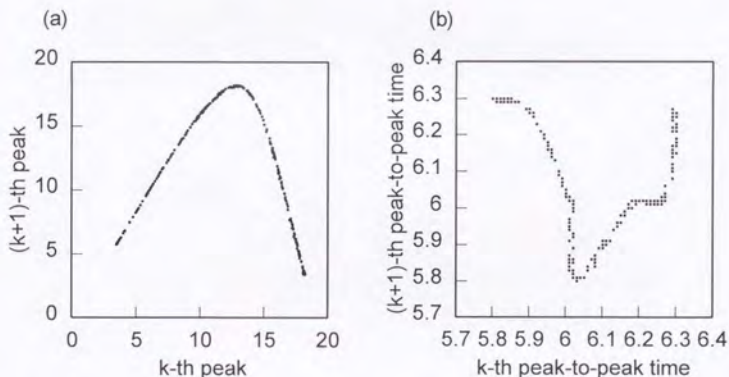 (a)
(k+1)-th peak
20
15
10
5
0
0 5 10 15 20
k-th peak
(b)
(k+1)-th peak-to-peak time
6.4
6.3
6.2
6.1
6
5.9
5.8
5.7
5.7 5.8 5.9 6 6.1 6.2 6.3 6.4
k-th peak-to-peak time